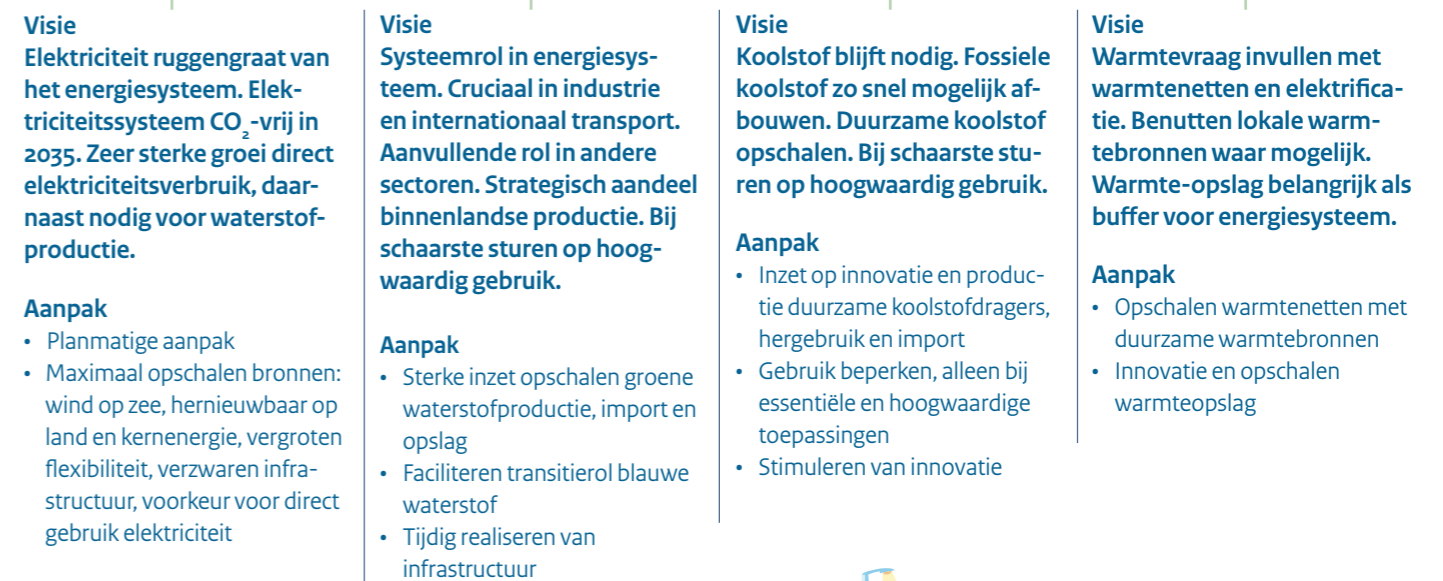 Visie
Elektriciteit ruggengraat van
het energiesysteem. Elek-
triciteitssysteem CO₂-vrij in
2035. Zeer sterke groei direct
elektriciteitsverbruik, daar-
naast nodig voor waterstof-
productie.
Aanpak
• Planmatige aanpak
• Maximaal opschalen bronnen:
wind op zee, hernieuwbaar op
land en kernenergie, vergroten
flexibiliteit, verzwaren infra-
structuur, voorkeur voor direct
gebruik elektriciteit
Visie
Systeemrol in energiesys-
teem. Cruciaal in industrie
en internationaal transport.
Aanvullende rol in andere
sectoren. Strategisch aandeel
binnenlandse productie. Bij
schaarste sturen op hoog-
waardig gebruik.
Aanpak
• Sterke inzet opschalen groene
waterstofproductie, import en
opslag
• Faciliteren transitierol blauwe
waterstof
• Tijdig realiseren van
infrastructuur
Visie
Koolstof blijft nodig. Fossiele
koolstof zo snel mogelijk af-
bouwen. Duurzame koolstof
opschalen. Bij schaarste stu-
ren op hoogwaardig gebruik.
Aanpak
• Inzet op innovatie en produc-
tie duurzame koolstofdragers,
hergebruik en import
• Gebruik beperken, alleen bij
essentiële en hoogwaardige
toepassingen
• Stimuleren van innovatie
Visie
Warmtevraag invullen met
warmtenetten en elektrifica-
tie. Benutten lokale warm-
tebronnen waar mogelijk.
Warmte-opslag belangrijk als
buffer voor energiesysteem.
Aanpak
• Opschalen warmtenetten met
duurzame warmtebronnen
• Innovatie en opschalen
warmteopslag